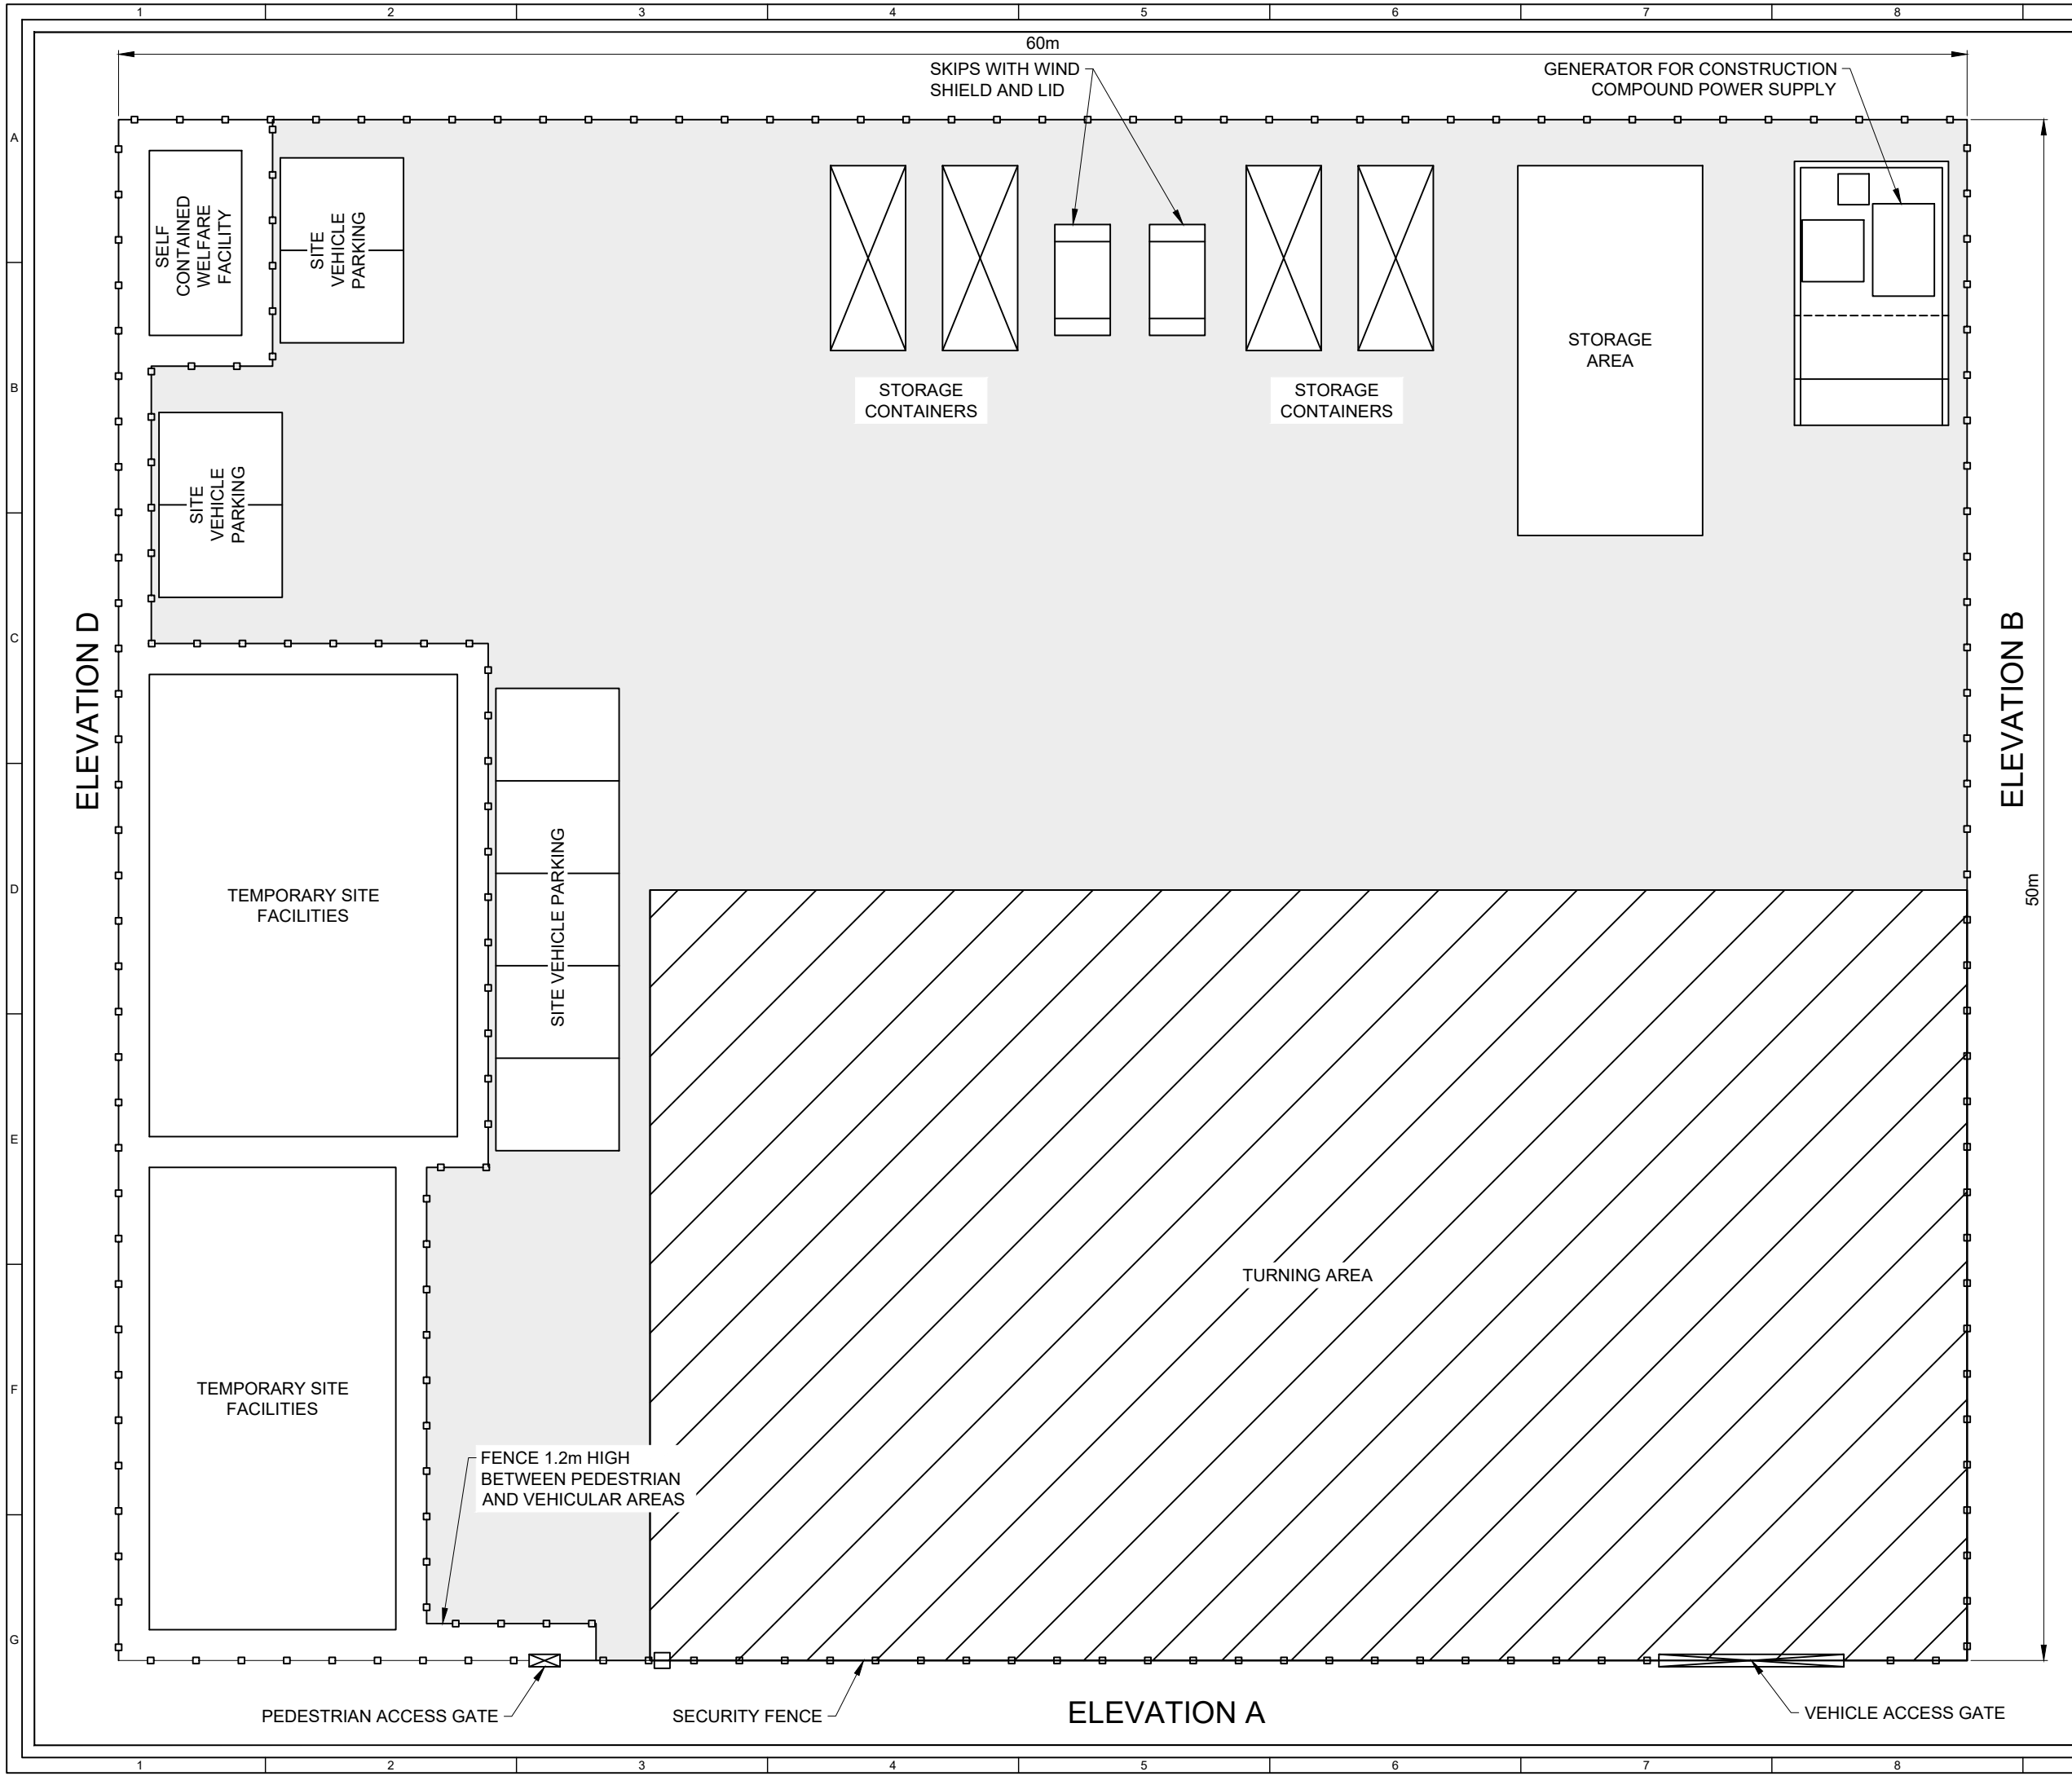 1 2 3 4 5 6 7 8
60m
SKIPS WITH WIND
SHIELD AND LID
GENERATOR FOR CONSTRUCTION
COMPOUND POWER SUPPLY
A
SELF
CONTAINED
WELFARE
FACILITY
SITE
VEHICLE
PARKING
STORAGE
AREA
B
STORAGE
CONTAINERS
STORAGE
CONTAINERS
SITE
VEHICLE
PARKING
C
ELEVATION D
ELEVATION B
D
50m
TEMPORARY SITE
FACILITIES
SITE VEHICLE PARKING
E
TURNING AREA
F
TEMPORARY SITE
FACILITIES
FENCE 1.2m HIGH
BETWEEN PEDESTRIAN
AND VEHICULAR AREAS
G
PEDESTRIAN ACCESS GATE
SECURITY FENCE
ELEVATION A
VEHICLE ACCESS GATE
1 2 3 4 5 6 7 8